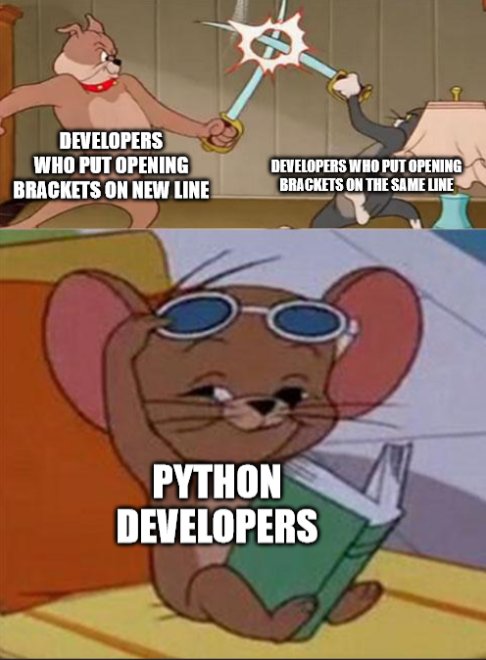 DEVELOPERS
WHO PUT OPENING
BRACKETS ON NEW LINE
DEVELOPERS WHO PUT OPENING
BRACKETS ON THE SAME LINE
PYTHON
DEVELOPERS